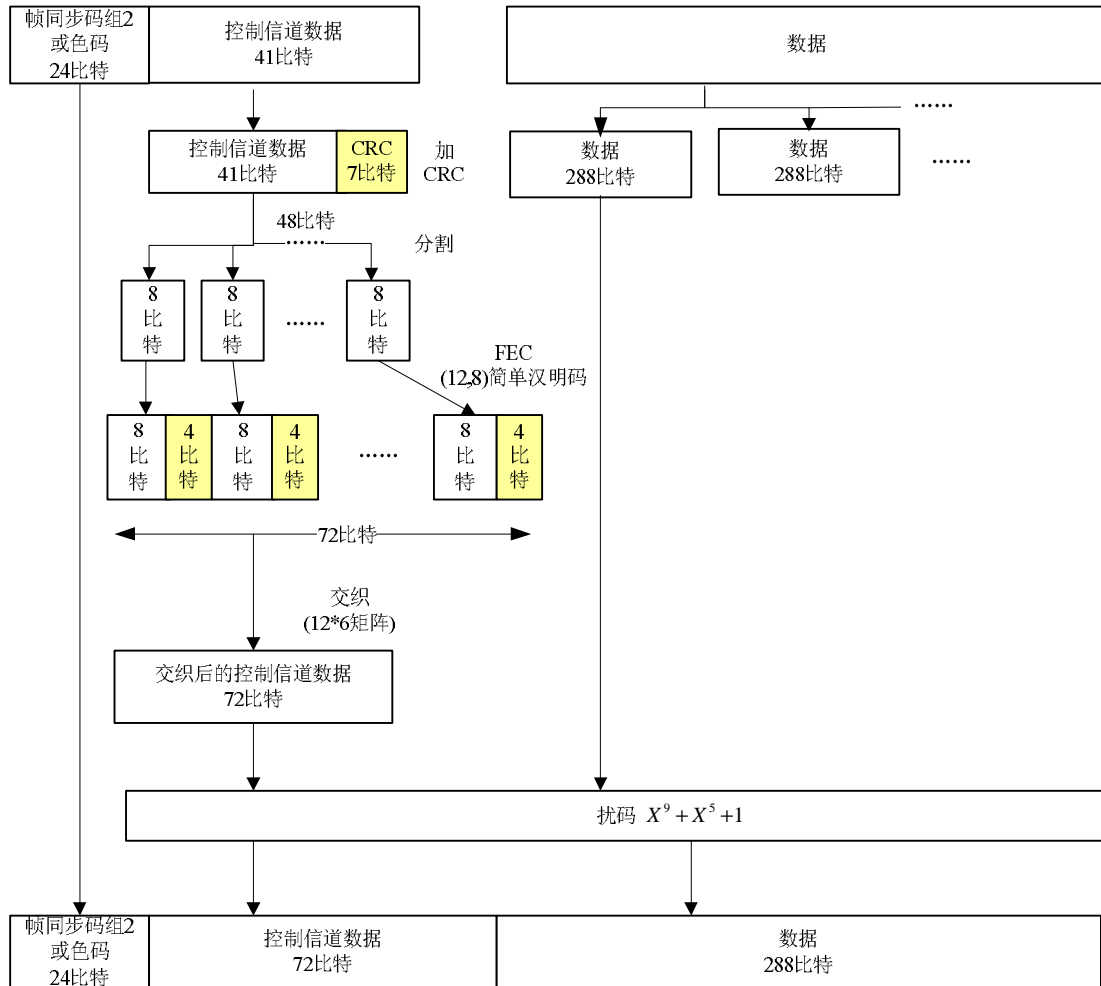 帧同步码组2
或色码
24比特
控制信道数据
41比特
数据
......
控制信道数据
41比特
CRC
7比特
加
CRC
数据
288比特
数据
288比特
......
48比特
......
分割
8
比
特
8
比
特
......
8
比
特
FEC
(12,8)简单汉明码
8
比
特
4
比
特
8
比
特
4
比
特
......
8
比
特
4
比
特
72比特
交织
(12*6矩阵)
交织后的控制信道数据
72比特
扰码 X⁹+X⁵+1
帧同步码组2
或色码
24比特
控制信道数据
72比特
数据
288比特